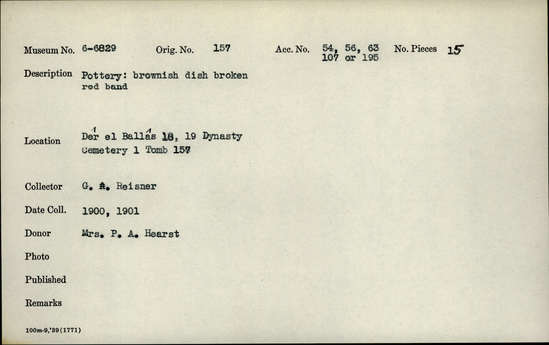 Museum No. 6-6829 Orig. No. 157 Acc. No. 54, 56, 63 No. Pieces 15
107 or 195
Description Pottery: brownish dish broken
red band
Location Dêr el Ballâs 18, 19 Dynasty
Cemetery 1 Tomb 157
Collector G. A. Reisner
Date Coll. 1900, 1901
Donor Mrs. P. A. Hearst
Photo
Published
Remarks
100m-9,'39(1771)